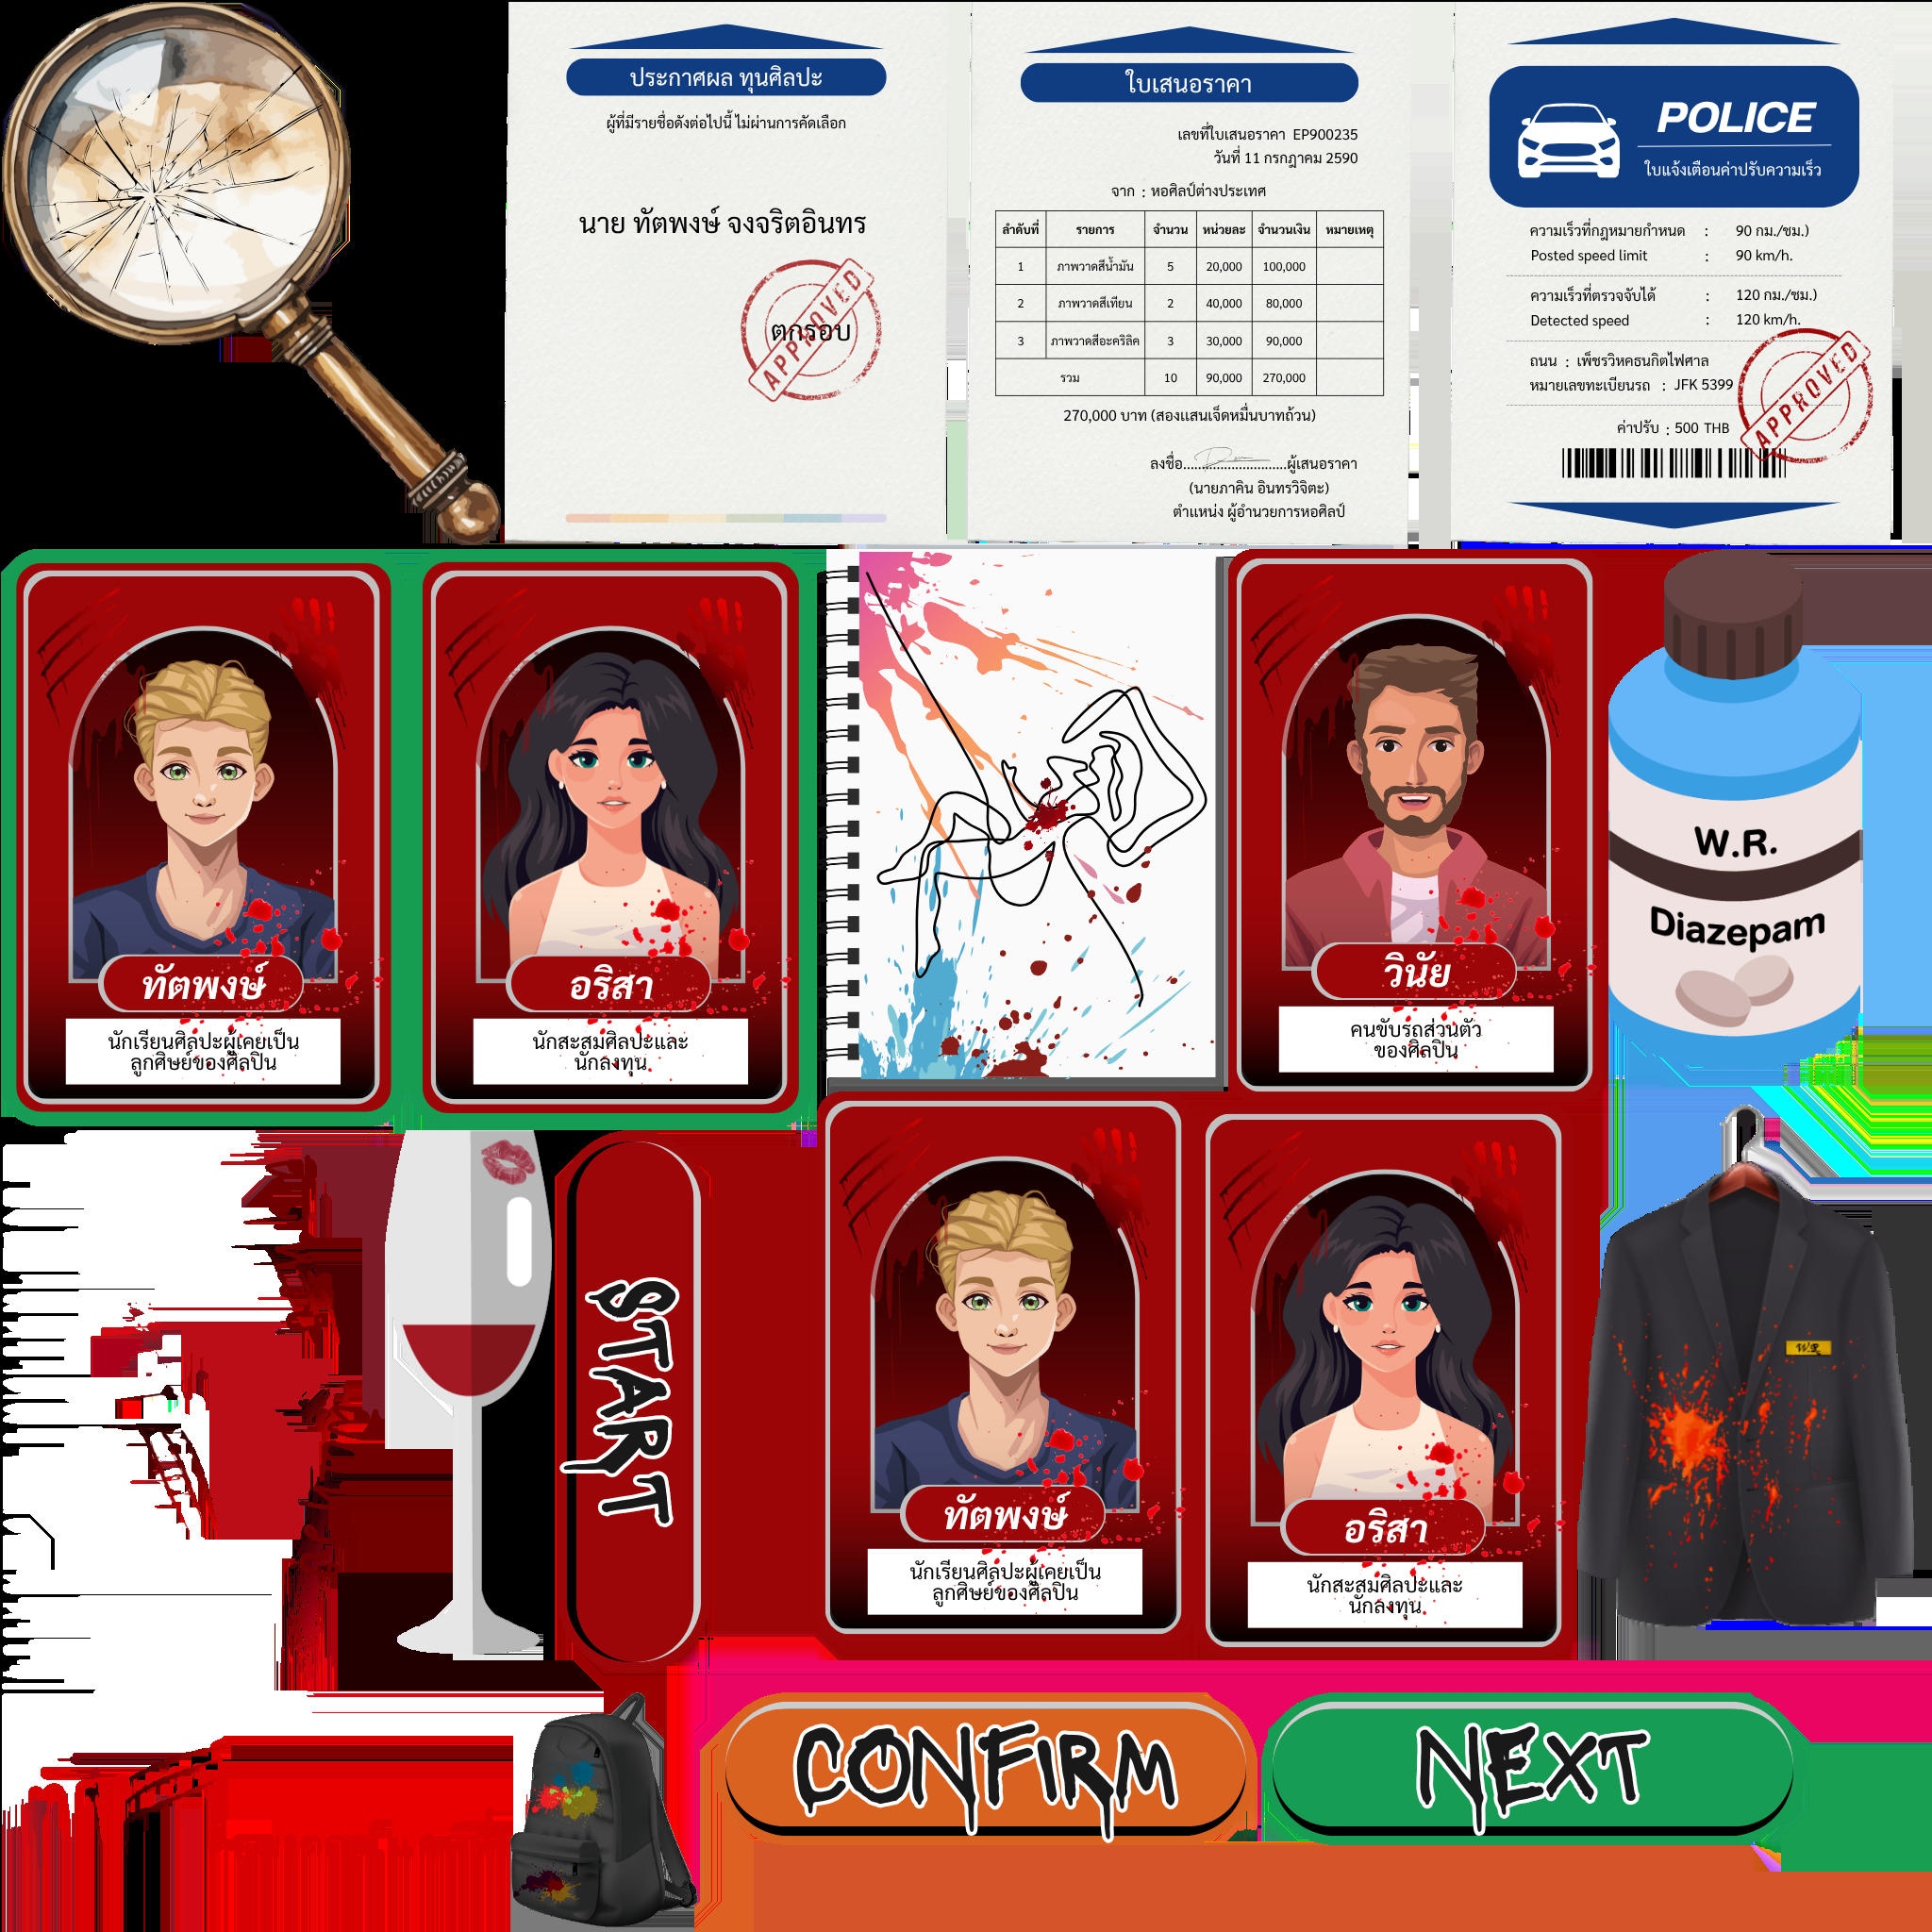 ประกาศผล ทุนศิลปะ
ผู้ที่มีรายชื่อดังต่อไปนี้ ไม่ผ่านการคัดเลือก
นาย ทัตพงษ์ จงจริตอินทร
ตกรอบ
APPROVED
ใบเสนอราคา
เลขที่ใบเสนอราคา EP900235
วันที่ 11 กรกฎาคม 2590
จาก : หอศิลป์ต่างประเทศ
ลำดับที่ รายการ จำนวน หน่วยละ จำนวนเงิน หมายเหตุ
1 ภาพวาดสีน้ำมัน 5 20,000 100,000
2 ภาพวาดสีเทียน 2 40,000 80,000
3 ภาพวาดสีอะคริลิค 3 30,000 90,000
รวม 10 90,000 270,000
270,000 บาท (สองแสนเจ็ดหมื่นบาทถ้วน)
ลงชื่อ............................ผู้เสนอราคา
(นายภาคิน อินทรวิจิตะ)
ตำแหน่ง ผู้อำนวยการหอศิลป์
POLICE
ใบแจ้งเตือนค่าปรับความเร็ว
ความเร็วที่กฎหมายกำหนด : 90 กม./ชม.)
Posted speed limit : 90 km/h.
ความเร็วที่ตรวจจับได้ : 120 กม./ชม.)
Detected speed : 120 km/h.
ถนน : เพ็ชรวิหคธนกิตไฟศาล
หมายเลขทะเบียนรถ : JFK 5399
ค่าปรับ : 500 THB
APPROVED
ทัตพงษ์
นักเรียนศิลปะผู้เคยเป็น
ลูกศิษย์ของศิลปิน
อริสา
นักสะสมศิลปะและ
นักลงทุน
วินัย
คนขับรถส่วนตัว
ของศิลปิน
W.R.
Diazepam
START
ทัตพงษ์
นักเรียนศิลปะผู้เคยเป็น
ลูกศิษย์ของศิลปิน
อริสา
นักสะสมศิลปะและ
นักลงทุน
W.R.
CONFIRM
NEXT